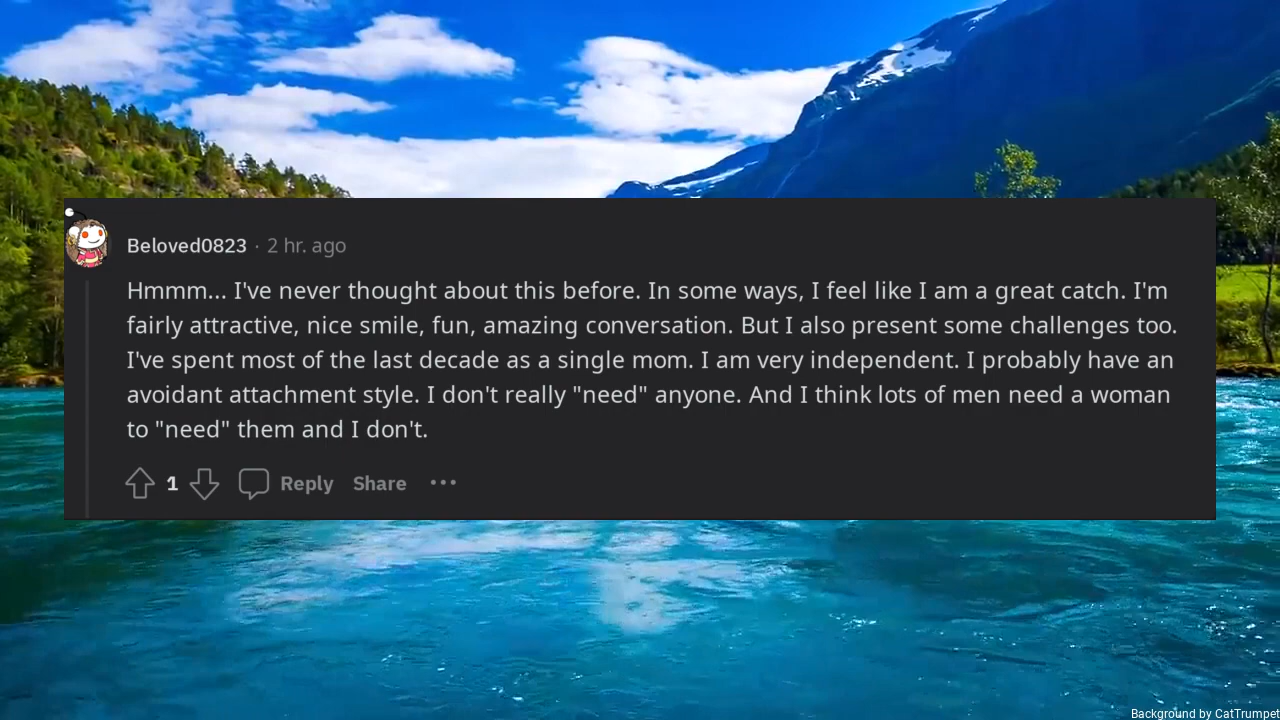 Beloved0823 · 2 hr. ago
Hmmm... I've never thought about this before. In some ways, I feel like I am a great catch. I'm
fairly attractive, nice smile, fun, amazing conversation. But I also present some challenges too.
I've spent most of the last decade as a single mom. I am very independent. I probably have an
avoidant attachment style. I don't really "need" anyone. And I think lots of men need a woman
to "need" them and I don't.
1 Reply Share ···
Background by CatTrumpet